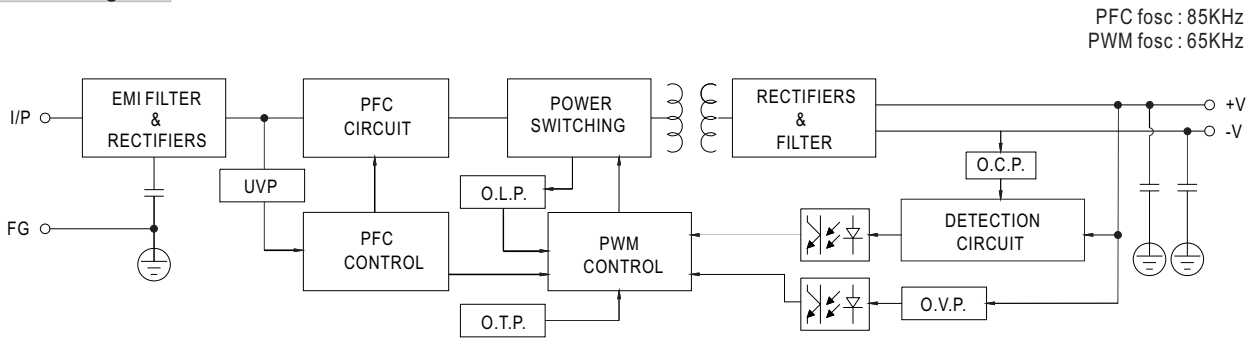 PFC fosc : 85KHz
PWM fosc : 65KHz
I/P
EMI FILTER
&
RECTIFIERS
PFC
CIRCUIT
POWER
SWITCHING
RECTIFIERS
&
FILTER
+V
-V
UVP
O.L.P.
O.C.P.
FG
PFC
CONTROL
PWM
CONTROL
DETECTION
CIRCUIT
O.T.P.
O.V.P.